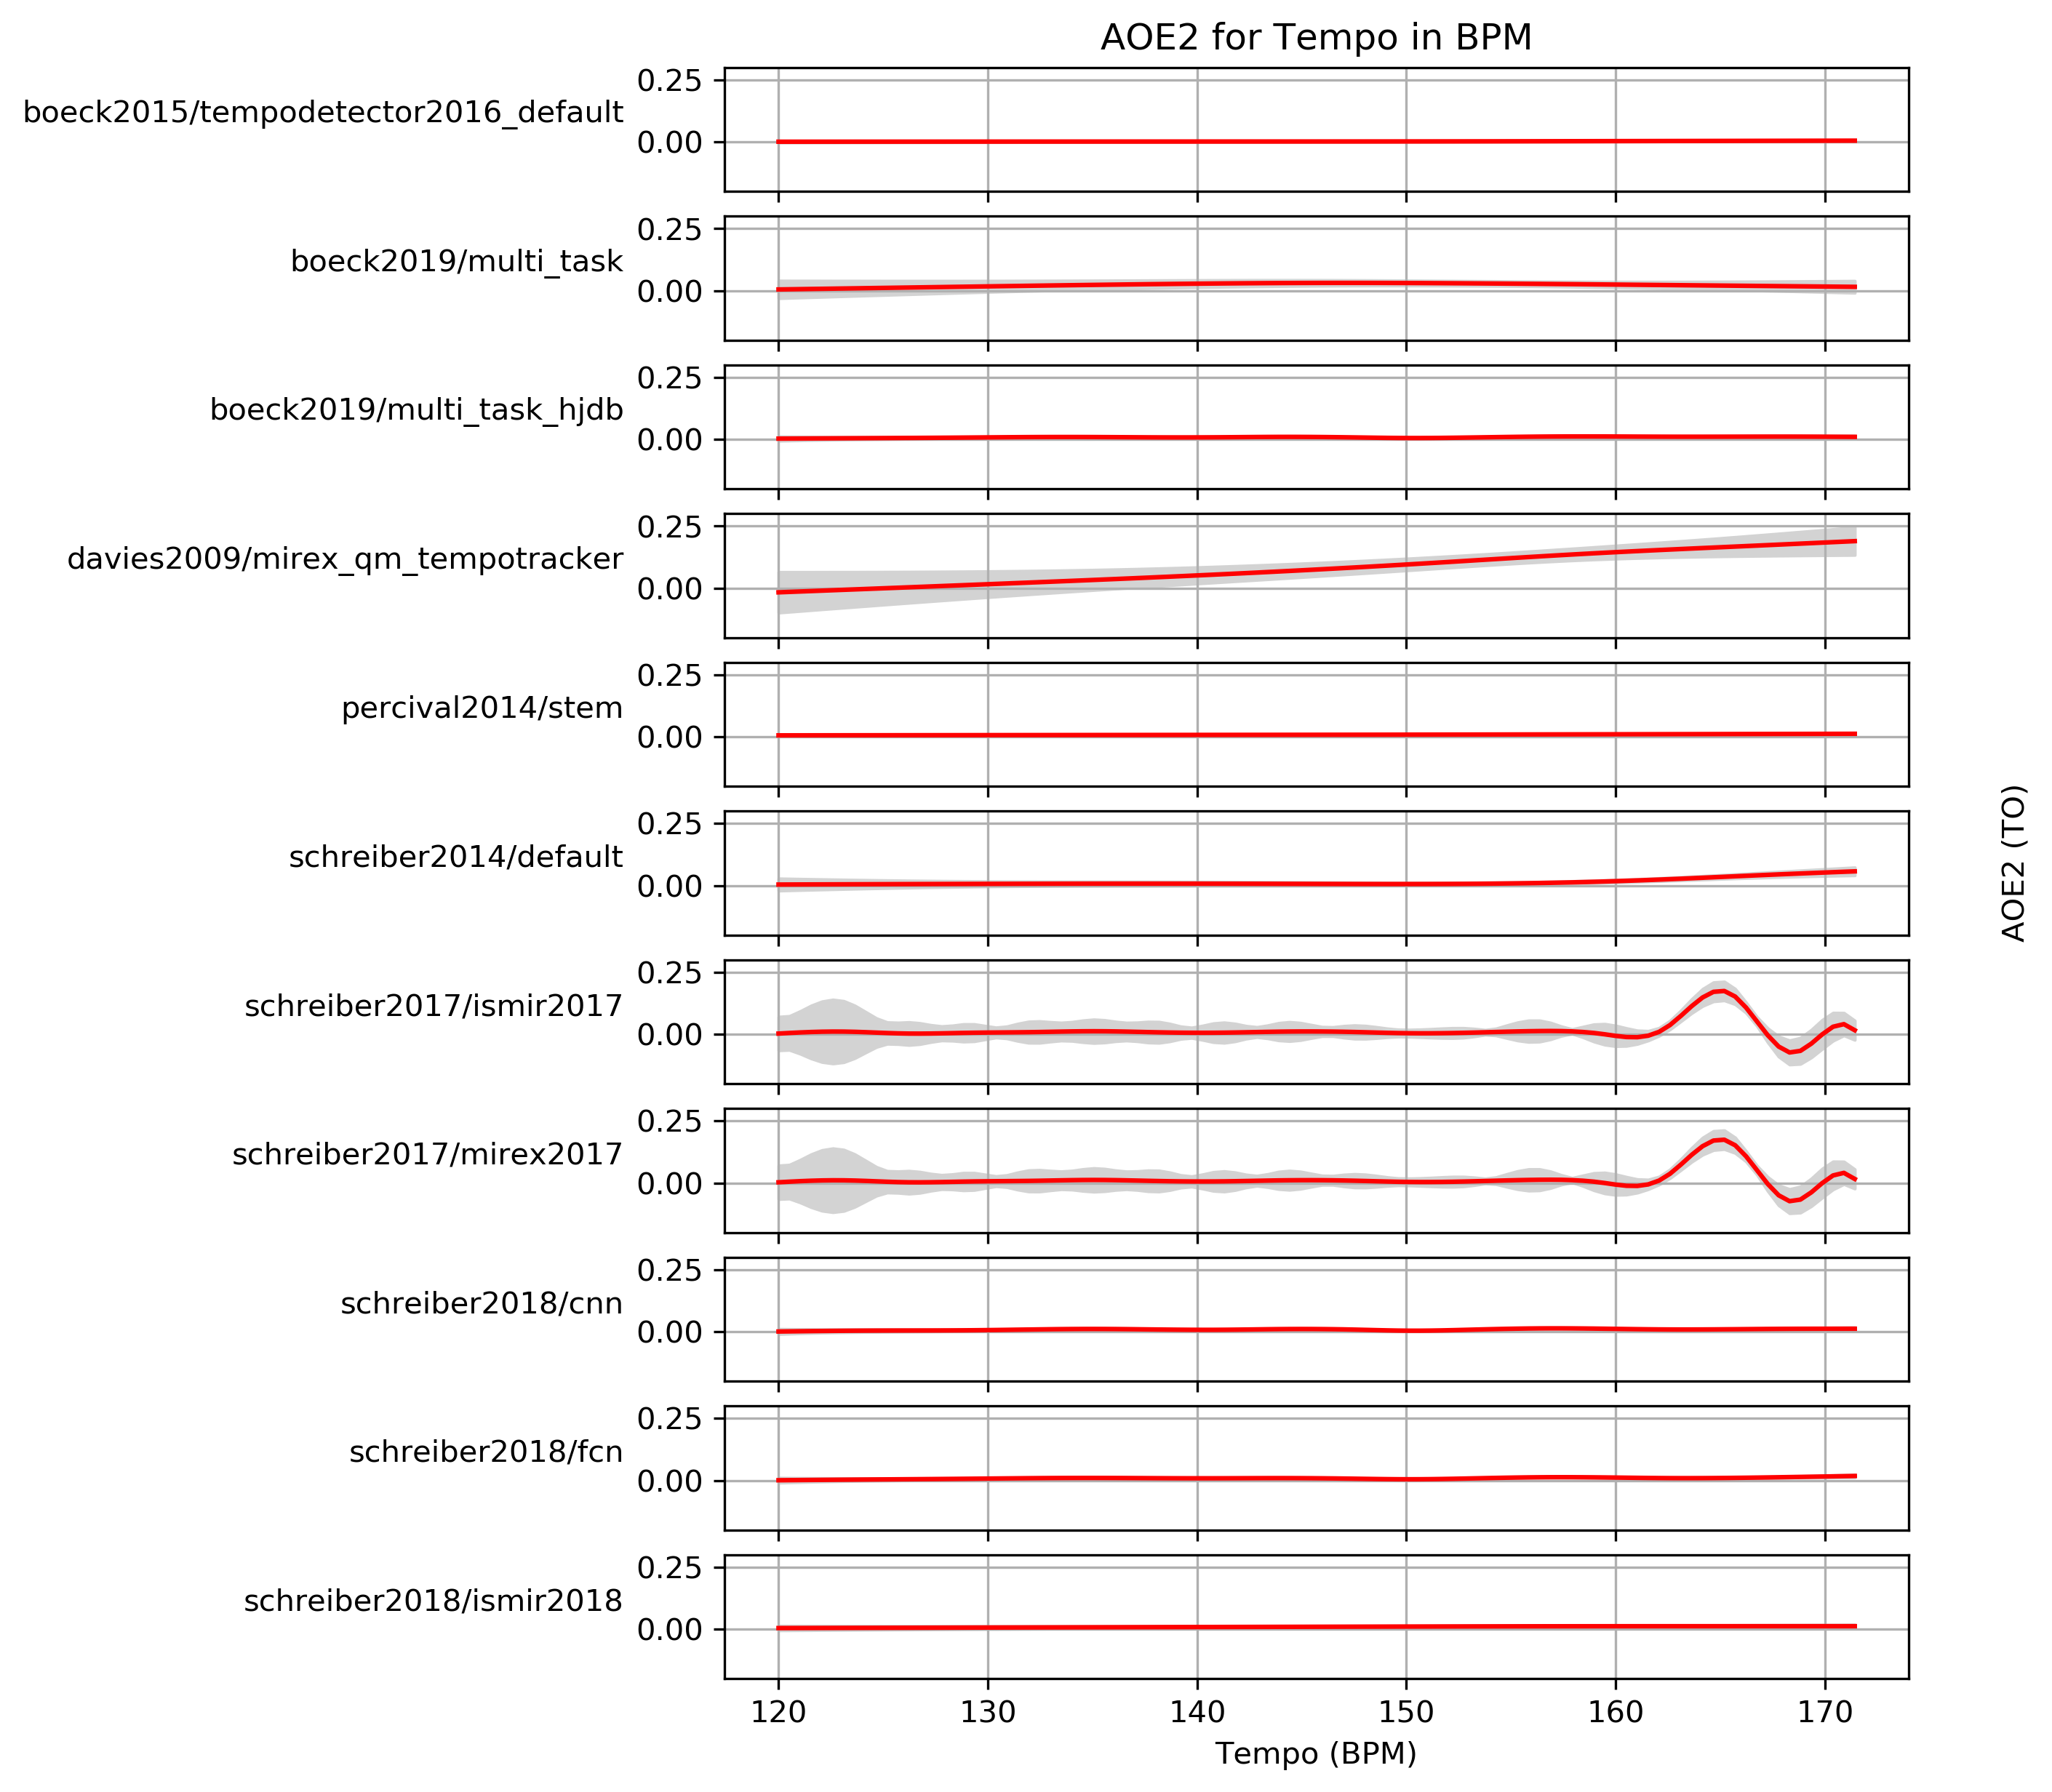 AOE2 for Tempo in BPM
boeck2015/tempodetector2016_default
0.25
0.00
boeck2019/multi_task
0.25
0.00
boeck2019/multi_task_hjdb
0.25
0.00
davies2009/mirex_qm_tempotracker
0.25
0.00
percival2014/stem
0.25
0.00
schreiber2014/default
0.25
0.00
AOE2 (TO)
schreiber2017/ismir2017
0.25
0.00
schreiber2017/mirex2017
0.25
0.00
schreiber2018/cnn
0.25
0.00
schreiber2018/fcn
0.25
0.00
schreiber2018/ismir2018
0.25
0.00
120 130 140 150 160 170
Tempo (BPM)